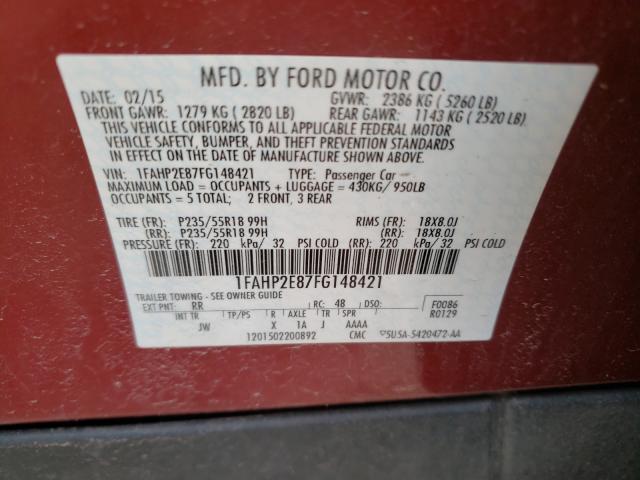 MFD. BY FORD MOTOR CO.
DATE: 02/15 GVWR: 2386 KG ( 5260 LB)
FRONT GAWR: 1279 KG ( 2820 LB) REAR GAWR: 1143 KG ( 2520 LB)
THIS VEHICLE CONFORMS TO ALL APPLICABLE FEDERAL MOTOR
VEHICLE SAFETY, BUMPER, AND THEFT PREVENTION STANDARDS
IN EFFECT ON THE DATE OF MANUFACTURE SHOWN ABOVE.
VIN: 1FAHP2E87FG148421 TYPE: Passenger Car
MAXIMUM LOAD = OCCUPANTS + LUGGAGE = 430KG/ 950LB
OCCUPANTS = 5 TOTAL: 2 FRONT, 3 REAR
TIRE (FR): P235/55R18 99H RIMS (FR): 18X8.0J
(RR): P235/55R18 99H (RR): 18X8.0J
PRESSURE (FR): 220 kPa/ 32 PSI COLD (RR): 220 kPa/ 32 PSI COLD
1FAHP2E87FG148421
TRAILER TOWING - SEE OWNER GUIDE
EXT PNT: RR RC: 48 DSO: F0086
INT TR TP/PS R AXLE TR SPR R0129
JW X 1A J AAAA
1201502200892 CMC 5U5A-5420472-AA